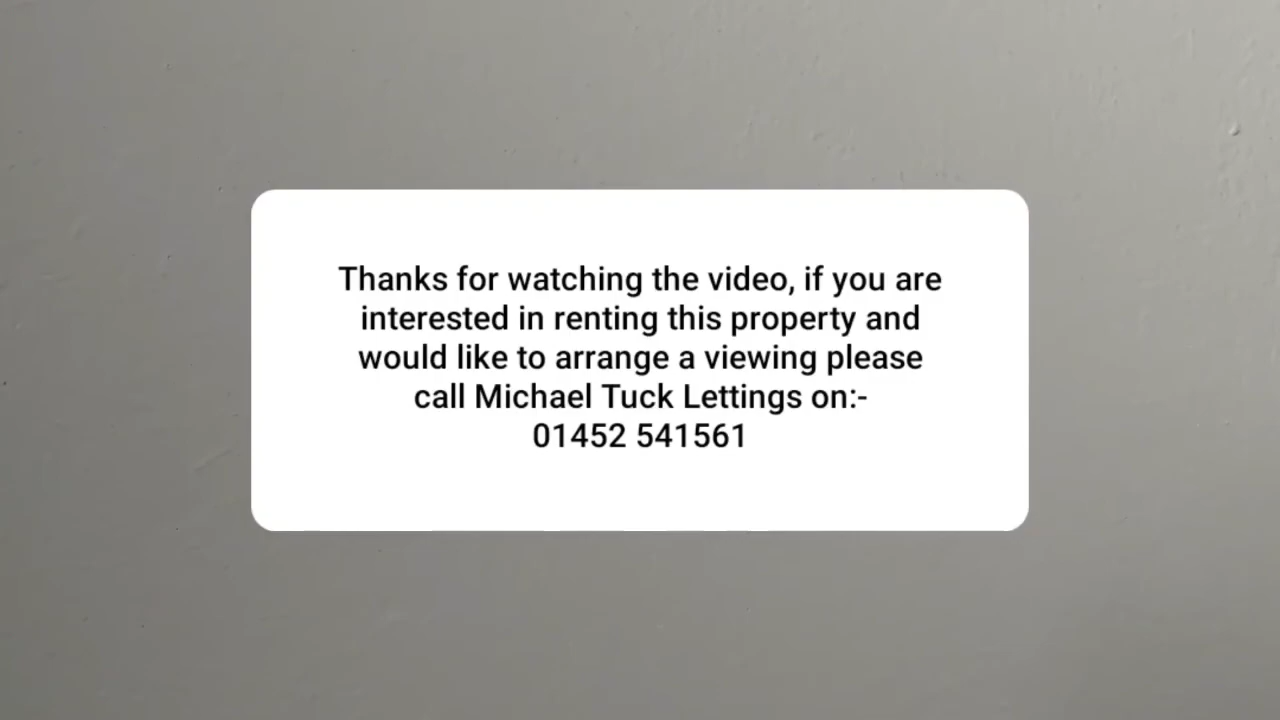 Thanks for watching the video, if you are
interested in renting this property and
would like to arrange a viewing please
call Michael Tuck Lettings on:-
01452 541561